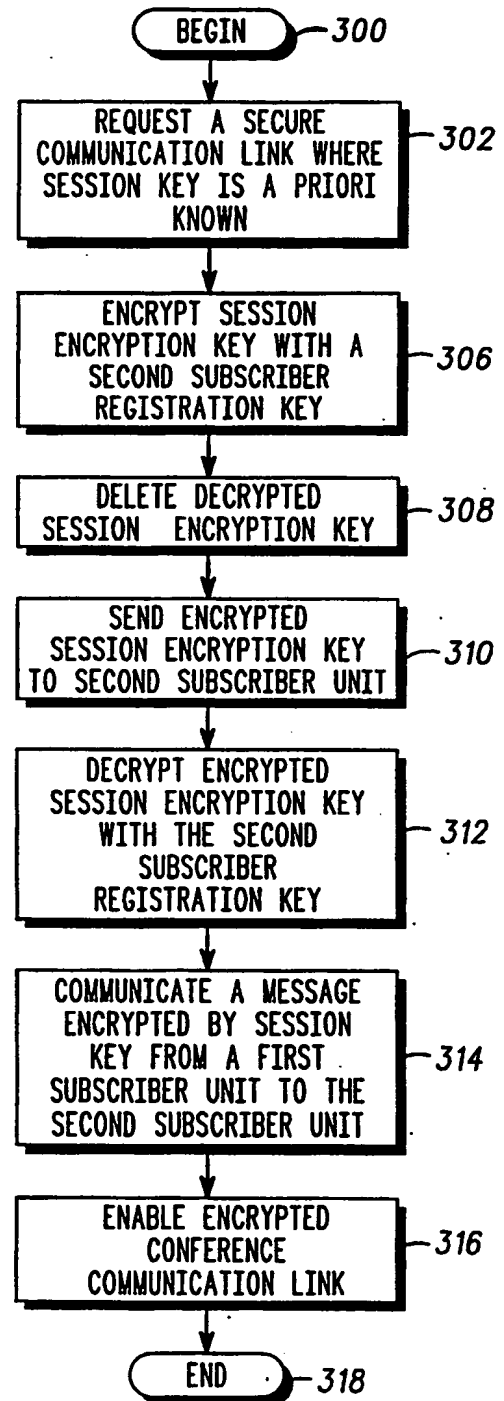 BEGIN 300
REQUEST A SECURE
COMMUNICATION LINK WHERE
SESSION KEY IS A PRIORI
KNOWN
302
ENCRYPT SESSION
ENCRYPTION KEY WITH A
SECOND SUBSCRIBER
REGISTRATION KEY
306
DELETE DECRYPTED
SESSION ENCRYPTION KEY
308
SEND ENCRYPTED
SESSION ENCRYPTION KEY
TO SECOND SUBSCRIBER UNIT
310
DECRYPT ENCRYPTED
SESSION ENCRYPTION KEY
WITH THE SECOND
SUBSCRIBER
REGISTRATION KEY
312
COMMUNICATE A MESSAGE
ENCRYPTED BY SESSION
KEY FROM A FIRST
SUBSCRIBER UNIT TO THE
SECOND SUBSCRIBER UNIT
314
ENABLE ENCRYPTED
CONFERENCE
COMMUNICATION LINK
316
END 318